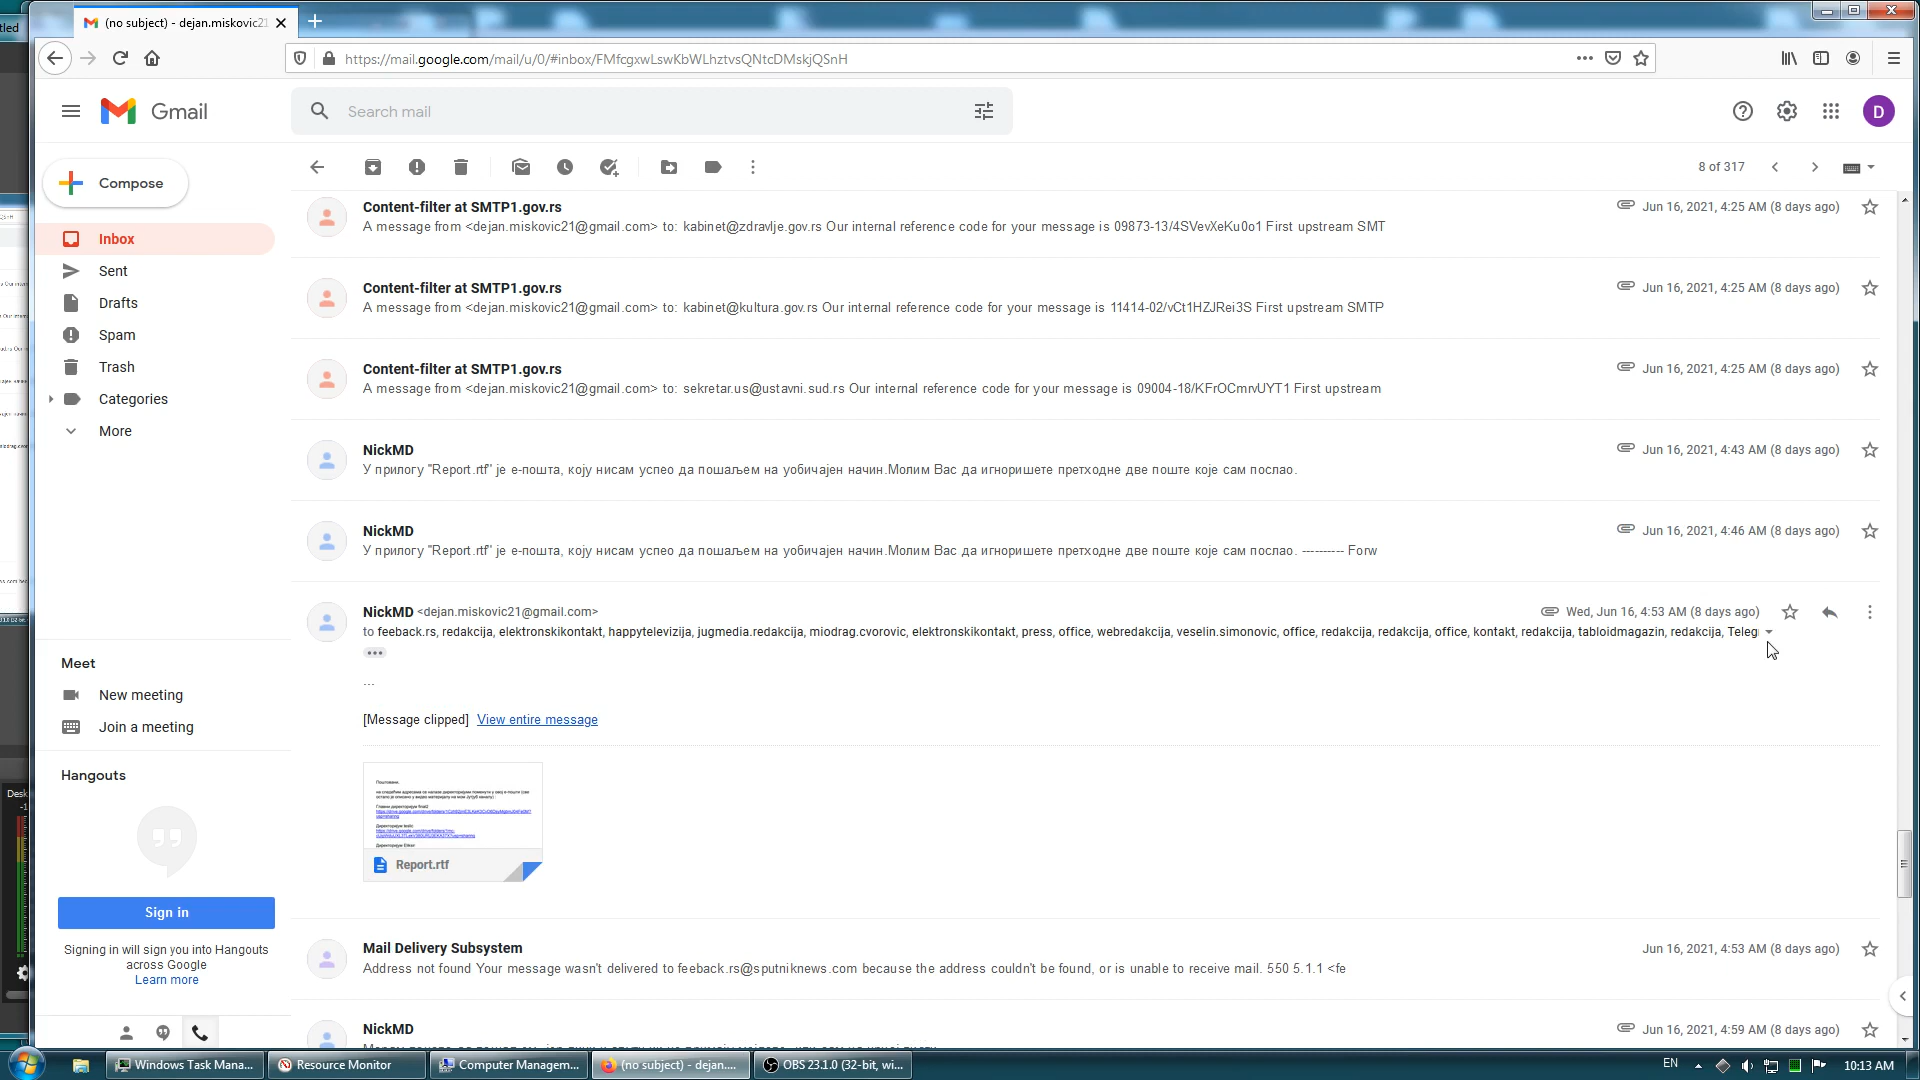 tled
(no subject) - dejan.miskovic21
https://mail.google.com/mail/u/0/#inbox/FMfcgxwLswKbWLhztvsQNtcDMskjQSnH
Gmail
Search mail
D
Compose
8 of 317
Inbox
Sent
Drafts
Spam
Trash
Categories
More
Content-filter at SMTP1.gov.rs
Jun 16, 2021, 4:25 AM (8 days ago)
A message from <dejan.miskovic21@gmail.com> to: kabinet@zdravlje.gov.rs Our internal reference code for your message is 09873-13/4SVevXeKu0o1 First upstream SMT
Content-filter at SMTP1.gov.rs
Jun 16, 2021, 4:25 AM (8 days ago)
A message from <dejan.miskovic21@gmail.com> to: kabinet@kultura.gov.rs Our internal reference code for your message is 11414-02/vCt1HZJRei3S First upstream SMTP
Content-filter at SMTP1.gov.rs
Jun 16, 2021, 4:25 AM (8 days ago)
A message from <dejan.miskovic21@gmail.com> to: sekretar.us@ustavni.sud.rs Our internal reference code for your message is 09004-18/KFrOCmrvUYT1 First upstream
NickMD
Jun 16, 2021, 4:43 AM (8 days ago)
У прилогу "Report.rtf" је е-пошта, коју нисам успео да пошаљем на уобичајен начин.Молим Вас да игноришете претходне две поште које сам послао.
NickMD
Jun 16, 2021, 4:46 AM (8 days ago)
У прилогу "Report.rtf" је е-пошта, коју нисам успео да пошаљем на уобичајен начин.Молим Вас да игноришете претходне две поште које сам послао. ---------- Forw
NickMD <dejan.miskovic21@gmail.com>
Wed, Jun 16, 4:53 AM (8 days ago)
to feeback.rs, redakcija, elektronskikontakt, happytelevizija, jugmedia.redakcija, miodrag.cvorovic, elektronskikontakt, press, office, webredakcija, veselin.simonovic, office, redakcija, redakcija, office, kontakt, redakcija, tabloidmagazin, redakcija, Telegr
...
[Message clipped] View entire message
Поштовани,
Report.rtf
Meet
New meeting
Join a meeting
Hangouts
Sign in
Signing in will sign you into Hangouts
across Google
Learn more
Mail Delivery Subsystem
Jun 16, 2021, 4:53 AM (8 days ago)
Address not found Your message wasn't delivered to feeback.rs@sputniknews.com because the address couldn't be found, or is unable to receive mail. 550 5.1.1 <fe
NickMD
Jun 16, 2021, 4:59 AM (8 days ago)
Desk
Windows Task Mana...
Resource Monitor
Computer Managem...
(no subject) - dejan....
OBS 23.1.0 (32-bit, wi...
EN
10:13 AM